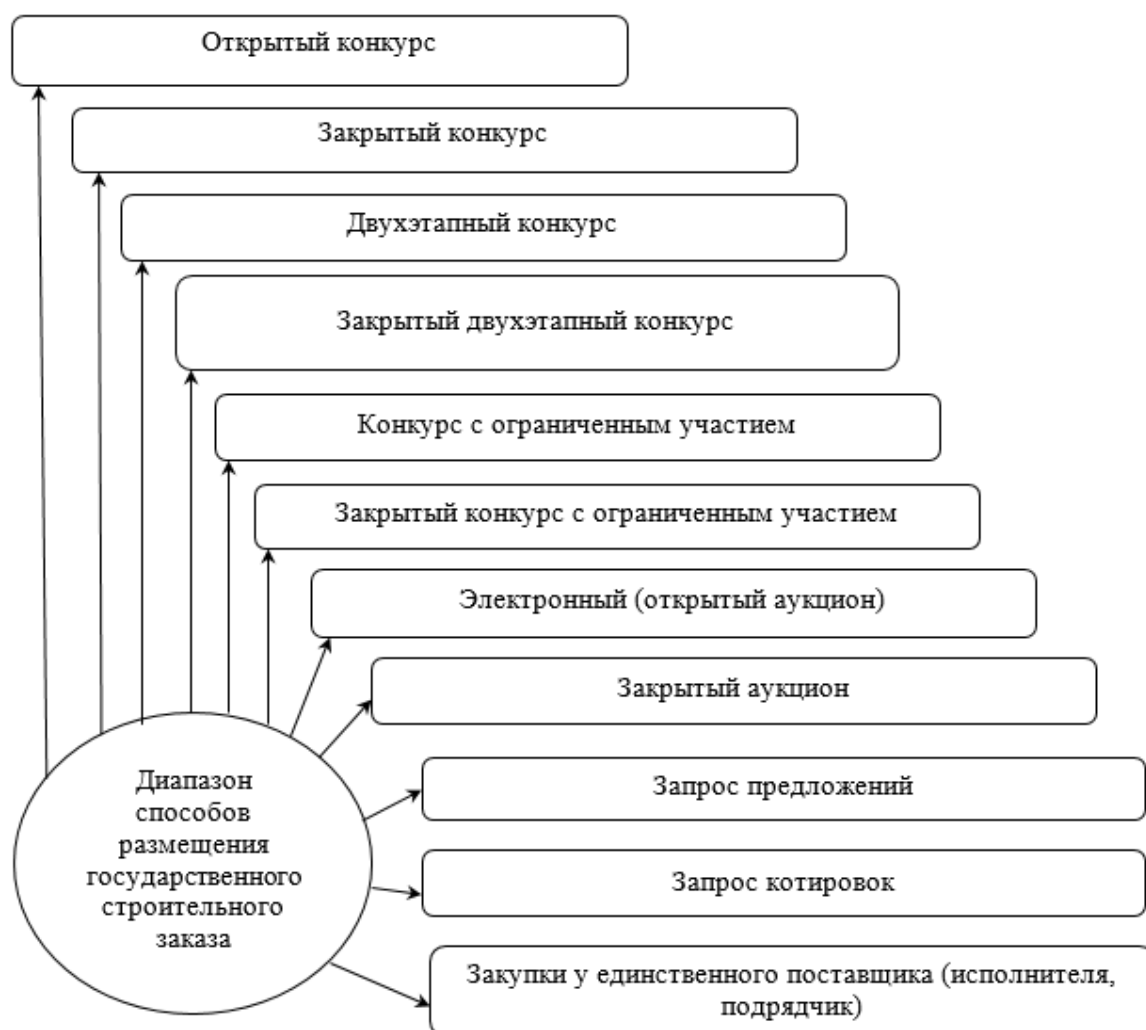 Открытый конкурс
Закрытый конкурс
Двухэтапный конкурс
Закрытый двухэтапный конкурс
Конкурс с ограниченным участием
Закрытый конкурс с ограниченным участием
Электронный (открытый аукцион)
Закрытый аукцион
Диапазон
способов
размещения
государственного
строительного
заказа
Запрос предложений
Запрос котировок
Закупки у единственного поставщика (исполнителя,
подрядчик)